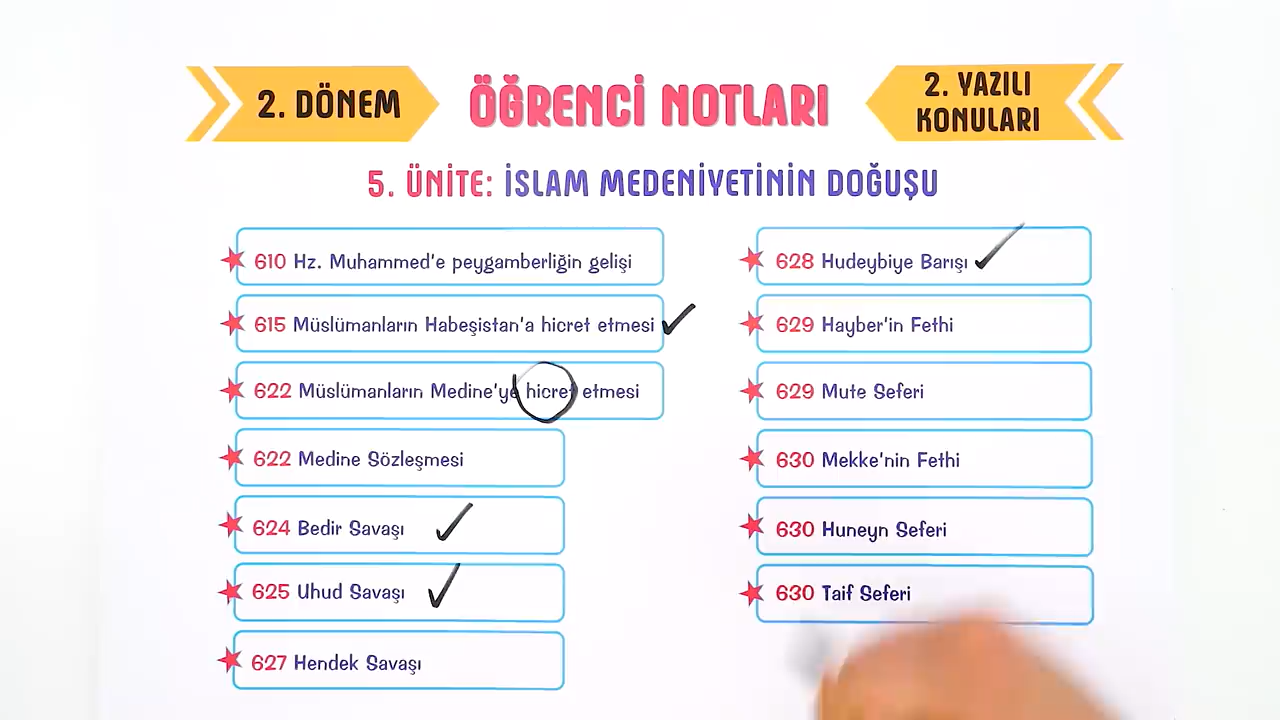 2. DÖNEM
ÖĞRENCİ NOTLARI
2. YAZILI
KONULARI
5. ÜNİTE: İSLAM MEDENİYETİNİN DOĞUŞU
610 Hz. Muhammed'e peygamberliğin gelişi
615 Müslümanların Habeşistan'a hicret etmesi
622 Müslümanların Medine'ye hicret etmesi
622 Medine Sözleşmesi
624 Bedir Savaşı
625 Uhud Savaşı
627 Hendek Savaşı
628 Hudeybiye Barışı
629 Hayber'in Fethi
629 Mute Seferi
630 Mekke'nin Fethi
630 Huneyn Seferi
630 Taif Seferi